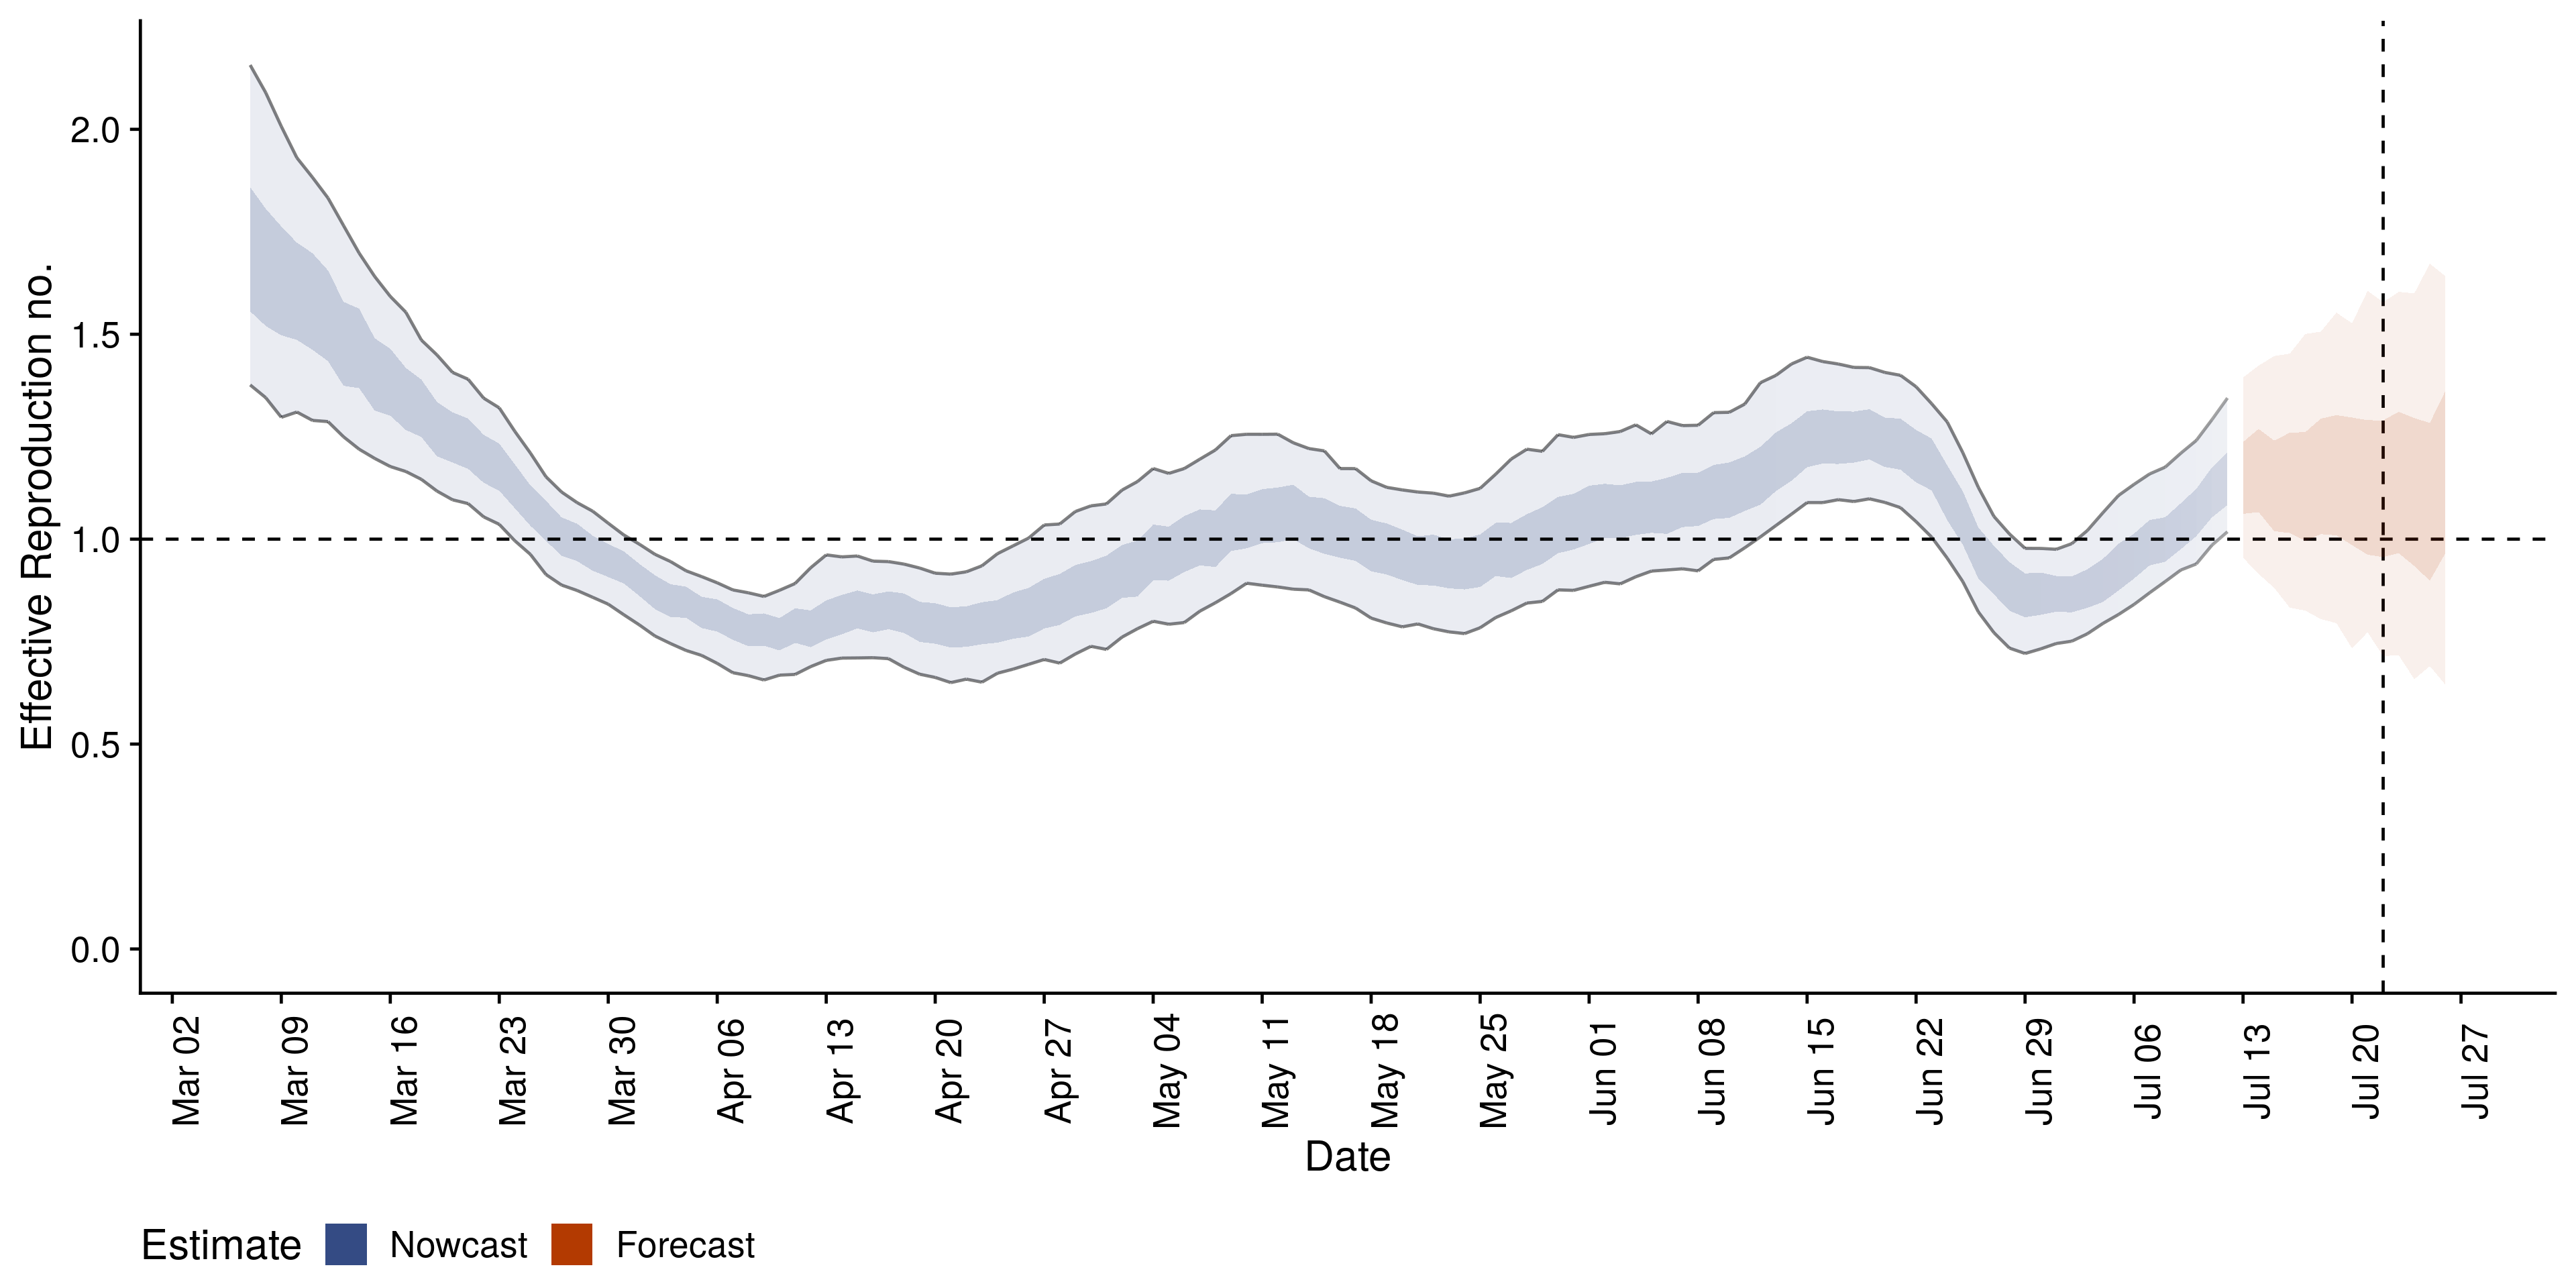 Effective Reproduction no.
2.0
1.5
1.0
0.5
0.0
Mar 02
Mar 09
Mar 16
Mar 23
Mar 30
Apr 06
Apr 13
Apr 20
Apr 27
May 04
May 11
May 18
May 25
Jun 01
Jun 08
Jun 15
Jun 22
Jun 29
Jul 06
Jul 13
Jul 20
Jul 27
Date
Estimate Nowcast Forecast